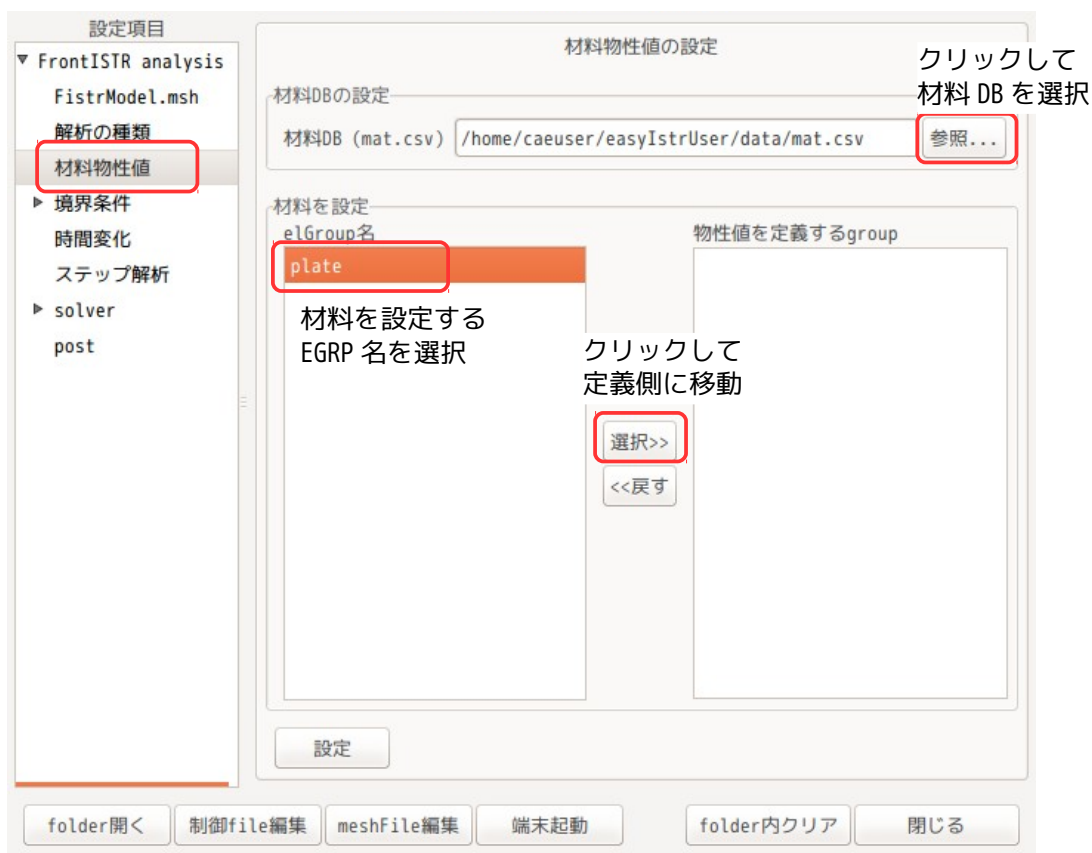 設定項目
FrontISTR analysis
FistrModel.msh
解析の種類
材料物性値
境界条件
時間変化
ステップ解析
solver
post
材料物性値の設定
クリックして
材料 DB を選択
材料DBの設定
材料DB (mat.csv) /home/caeuser/easyIstrUser/data/mat.csv 参照...
材料を設定
elGroup名
plate
材料を設定する
EGRP 名を選択
クリックして
定義側に移動
選択>>
<<戻す
物性値を定義するgroup
設定
folder開く 制御file編集 meshFile編集 端末起動 folder内クリア 閉じる